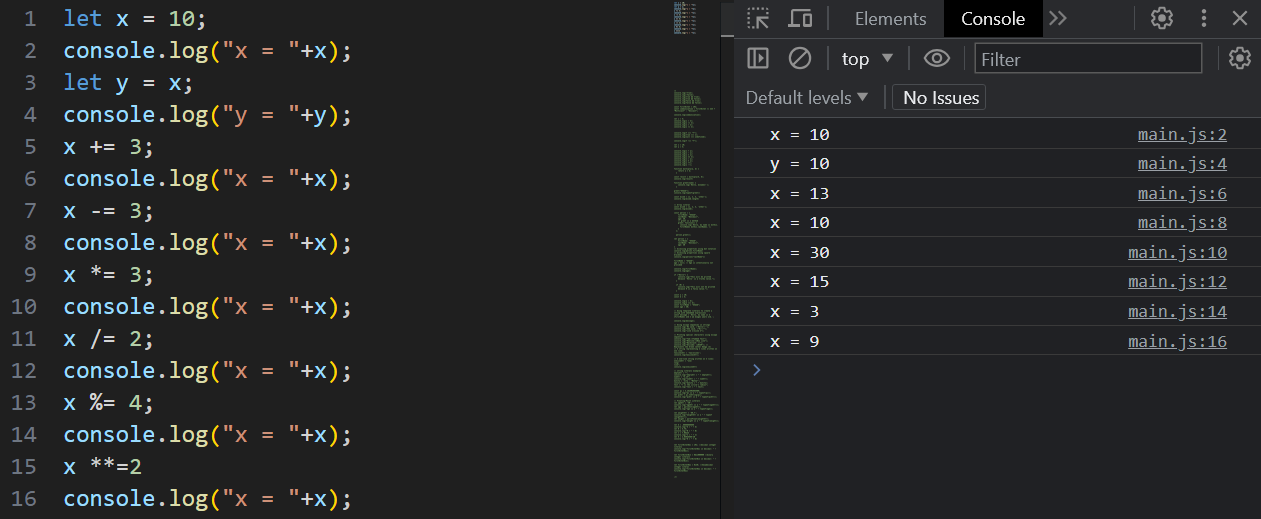 1 let x = 10;
2 console.log("x = "+x);
3 let y = x;
4 console.log("y = "+y);
5 x += 3;
6 console.log("x = "+x);
7 x -= 3;
8 console.log("x = "+x);
9 x *= 3;
10 console.log("x = "+x);
11 x /= 2;
12 console.log("x = "+x);
13 x %= 4;
14 console.log("x = "+x);
15 x **=2
16 console.log("x = "+x);
Elements Console
top Filter
Default levels No Issues
x = 10 main.js:2
y = 10 main.js:4
x = 13 main.js:6
x = 10 main.js:8
x = 30 main.js:10
x = 15 main.js:12
x = 3 main.js:14
x = 9 main.js:16